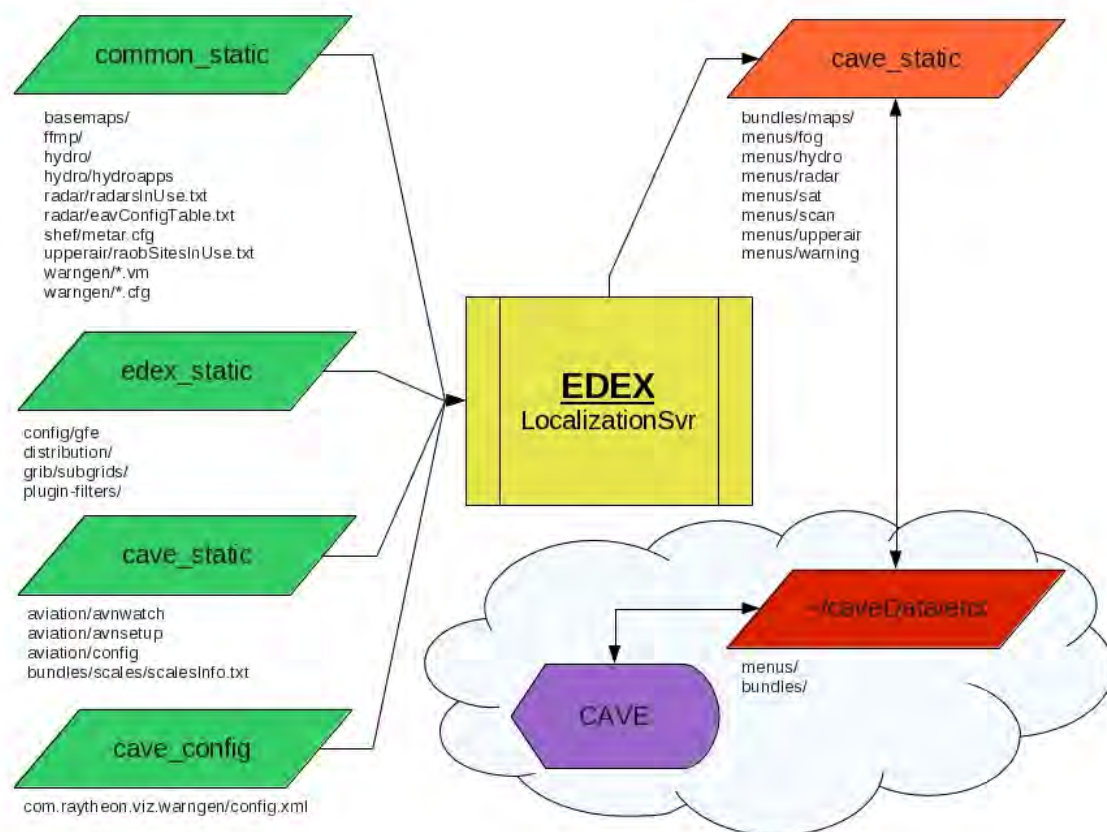 common_static
basemaps/
ffmp/
hydro/
hydro/hydroapps
radar/radarsInUse.txt
radar/eavConfigTable.txt
shef/metar.cfg
upperair/raobSitesInUse.txt
warngen/*.vm
warngen/*.cfg
edex_static
config/gfe
distribution/
grib/subgrids/
plugin-filters/
cave_static
aviation/avnwatch
aviation/avnsetup
aviation/config
bundles/scales/scalesInfo.txt
cave_config
com.raytheon.viz.warngen/config.xml
EDEX
LocalizationSvr
cave_static
bundles/maps/
menus/fog
menus/hydro
menus/radar
menus/sat
menus/scan
menus/upperair
menus/warning
~/caveData/etc
menus/
bundles/
CAVE